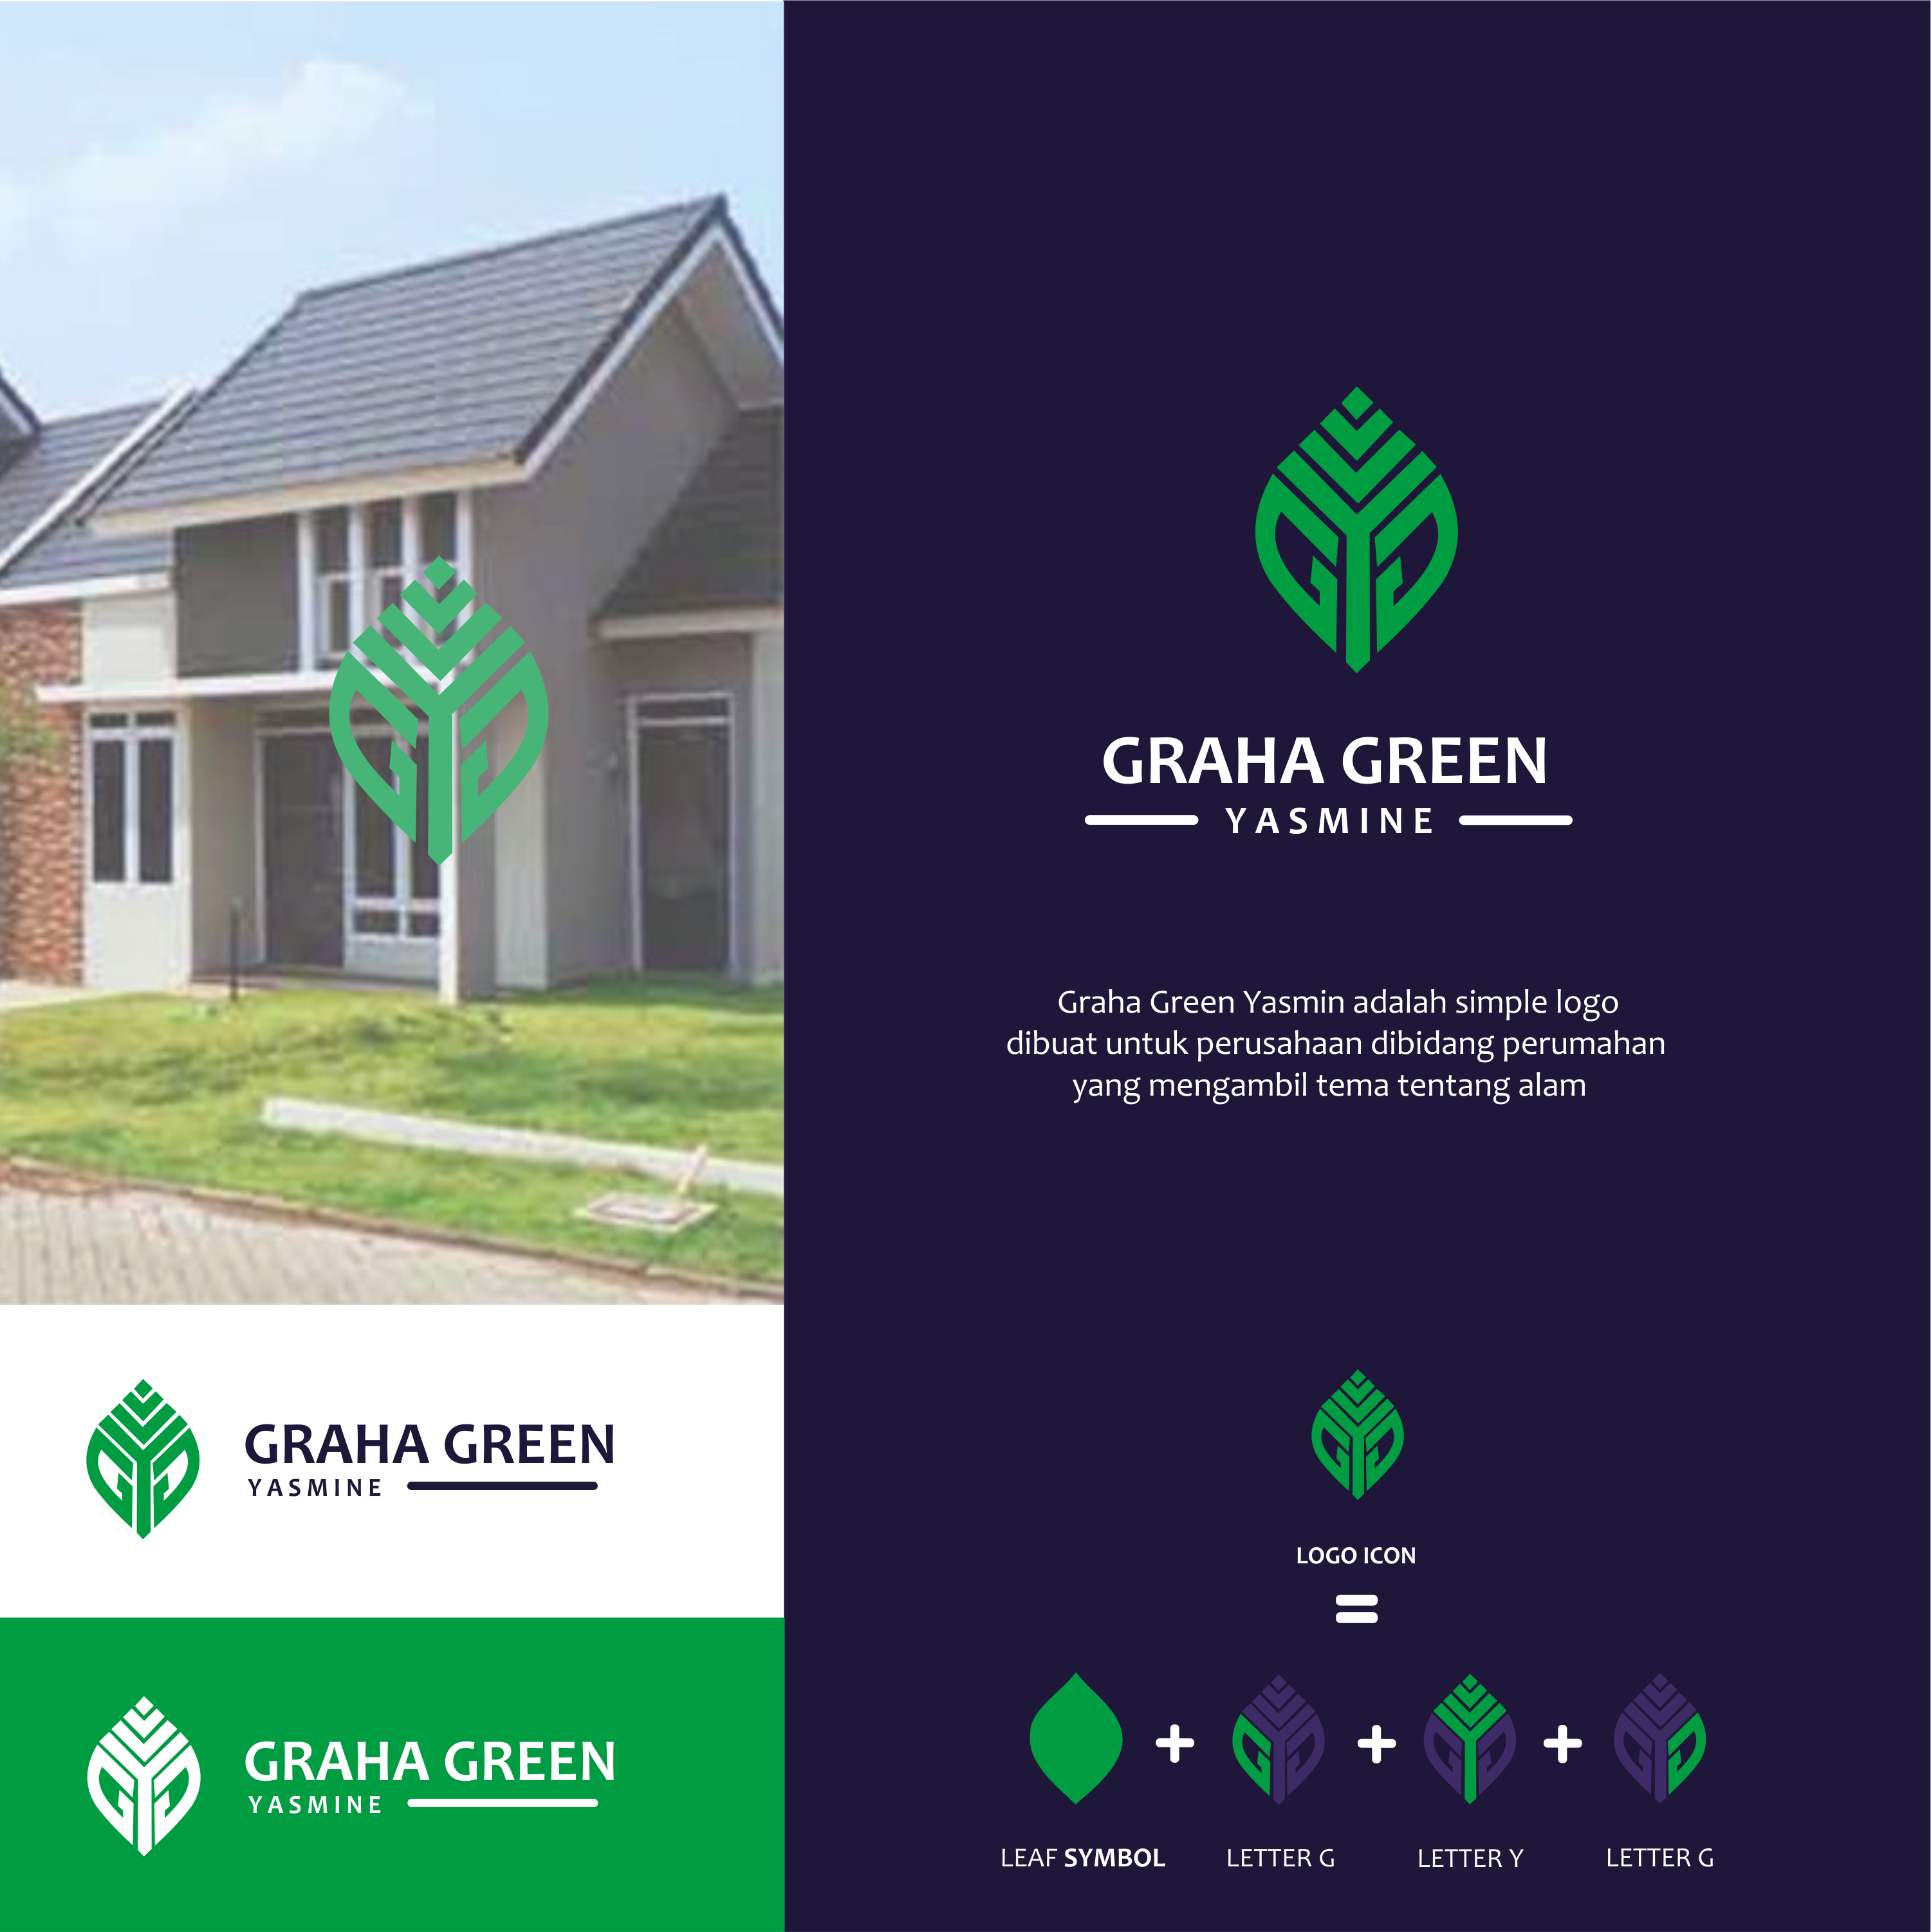 GRAHA GREEN
YASMINE
Graha Green Yasmin adalah simple logo
dibuat untuk perusahaan dibidang perumahan
yang mengambil tema tentang alam
GRAHA GREEN
YASMINE
GRAHA GREEN
YASMINE
LOGO ICON
=
+ + +
LEAF SYMBOL LETTER G LETTER Y LETTER G